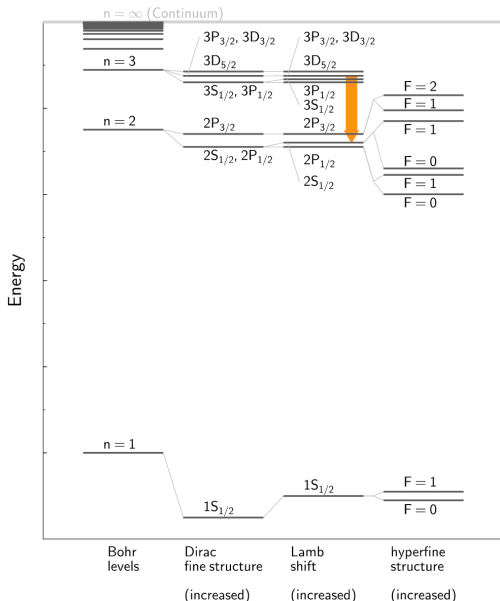 n = ∞ (Continuum)
3P3/2, 3D3/2
3P3/2, 3D3/2
n = 3
3D5/2
3D5/2
3S1/2, 3P1/2
3P1/2
3S1/2
F = 2
F = 1
n = 2
2P3/2
2P3/2
F = 1
2S1/2, 2P1/2
2P1/2
F = 0
2S1/2
F = 1
F = 0
Energy
n = 1
1S1/2
1S1/2
F = 1
F = 0
Bohr
levels
Dirac
fine structure
(increased)
Lamb
shift
(increased)
hyperfine
structure
(increased)